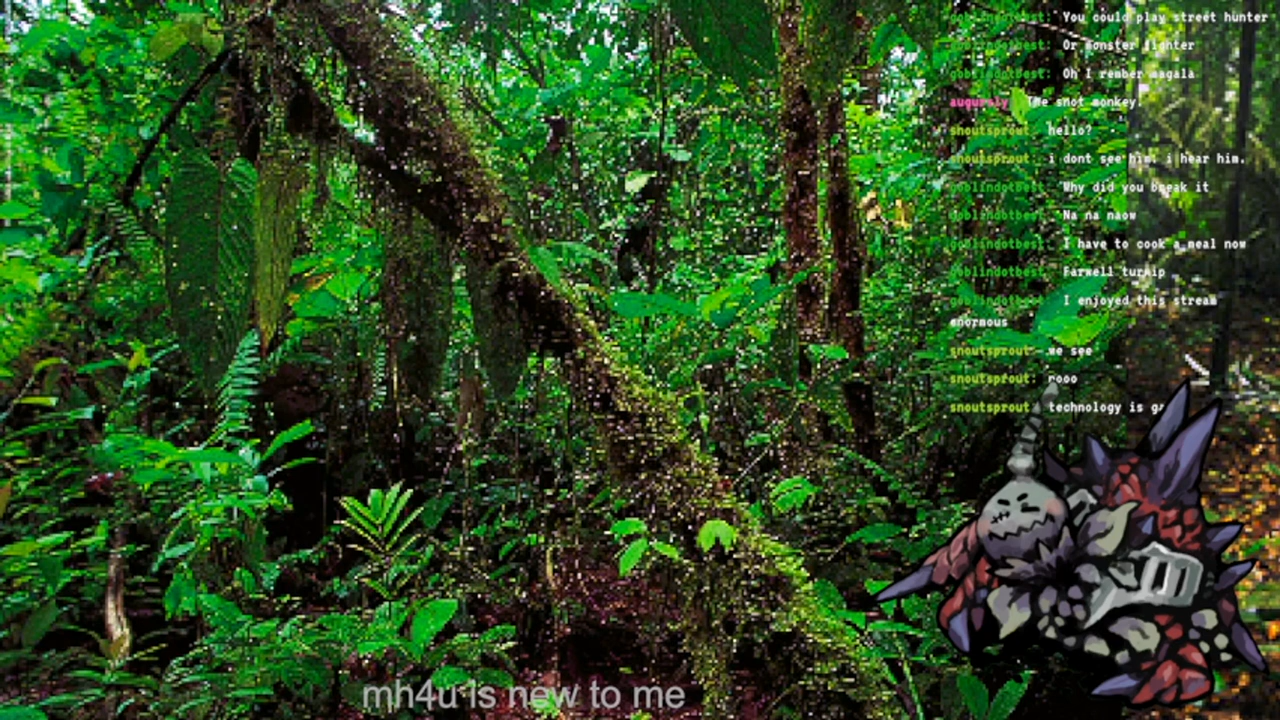 goblindotbest: You could play street hunter
goblindotbest: Or monster fighter
goblindotbest: Oh I rember magala
augursly: The snot monkey.
snoutsprout: hello?
snoutsprout: i dont see him. i hear him.
goblindotbest: Why did you break it
goblindotbest: Na na naow
goblindotbest: I have to cook a meal now
goblindotbest: Farwell turnip
goblindotbest: I enjoyed this stream
enormous
snoutsprout: we see
snoutsprout: rooo
snoutsprout: technology is
mh4u is new to me